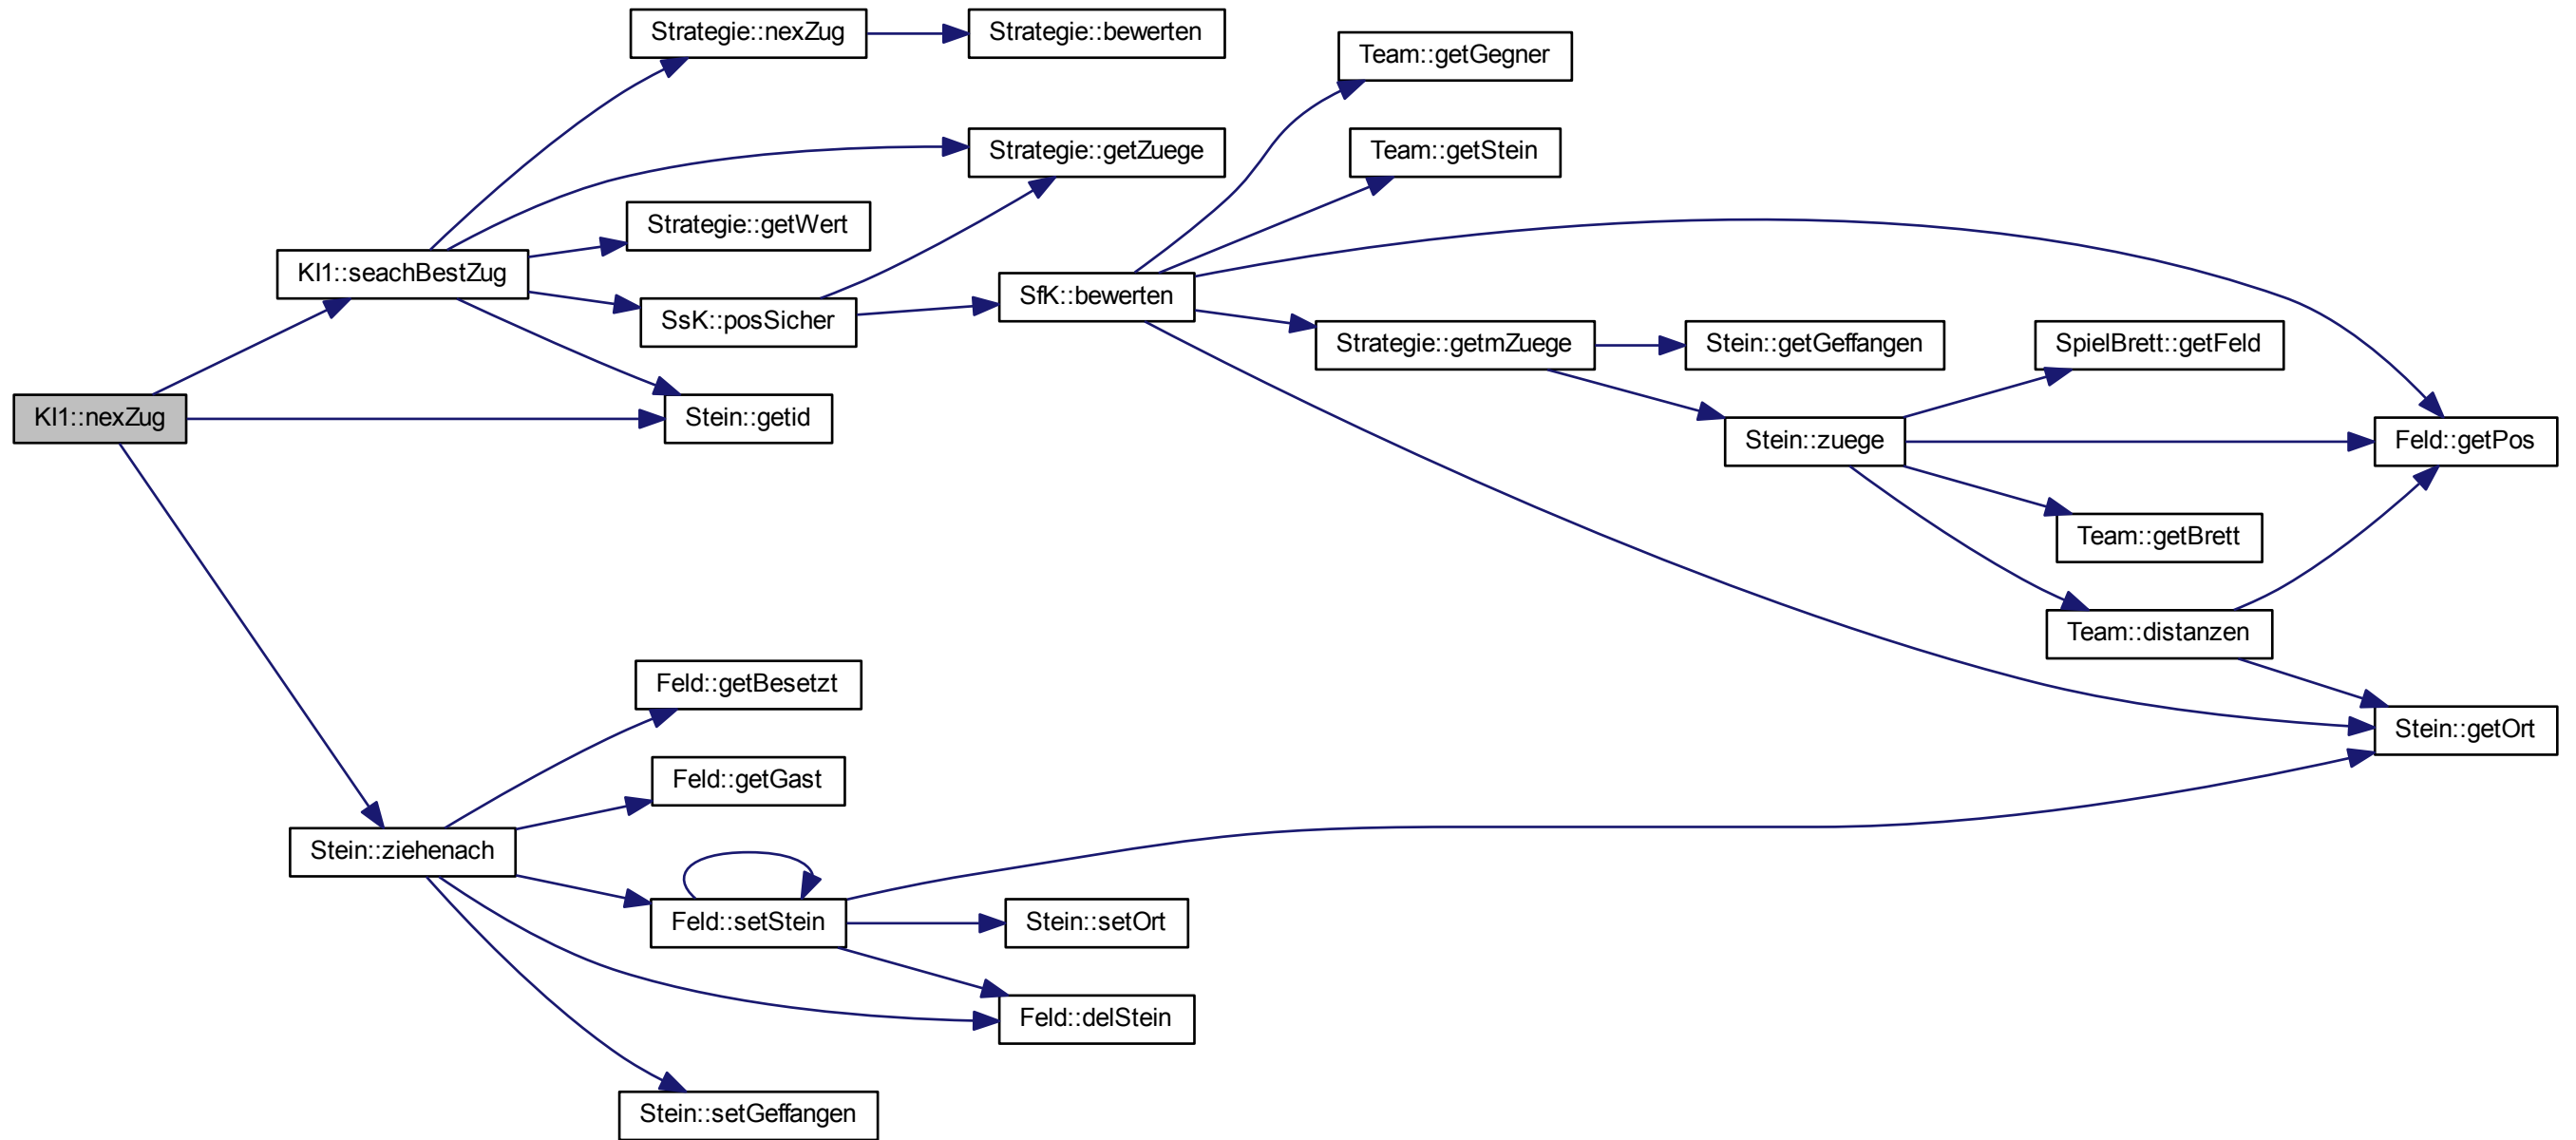 Strategie::nexZug
Strategie::bewerten
Team::getGegner
Strategie::getZuege
Team::getStein
Strategie::getWert
KI1::seachBestZug
SsK::posSicher
SfK::bewerten
Strategie::getmZuege
Stein::getGeffangen
SpielBrett::getFeld
KI1::nexZug
Stein::getid
Stein::zuege
Feld::getPos
Team::getBrett
Team::distanzen
Feld::getBesetzt
Stein::getOrt
Feld::getGast
Stein::ziehenach
Feld::setStein
Stein::setOrt
Feld::delStein
Stein::setGeffangen